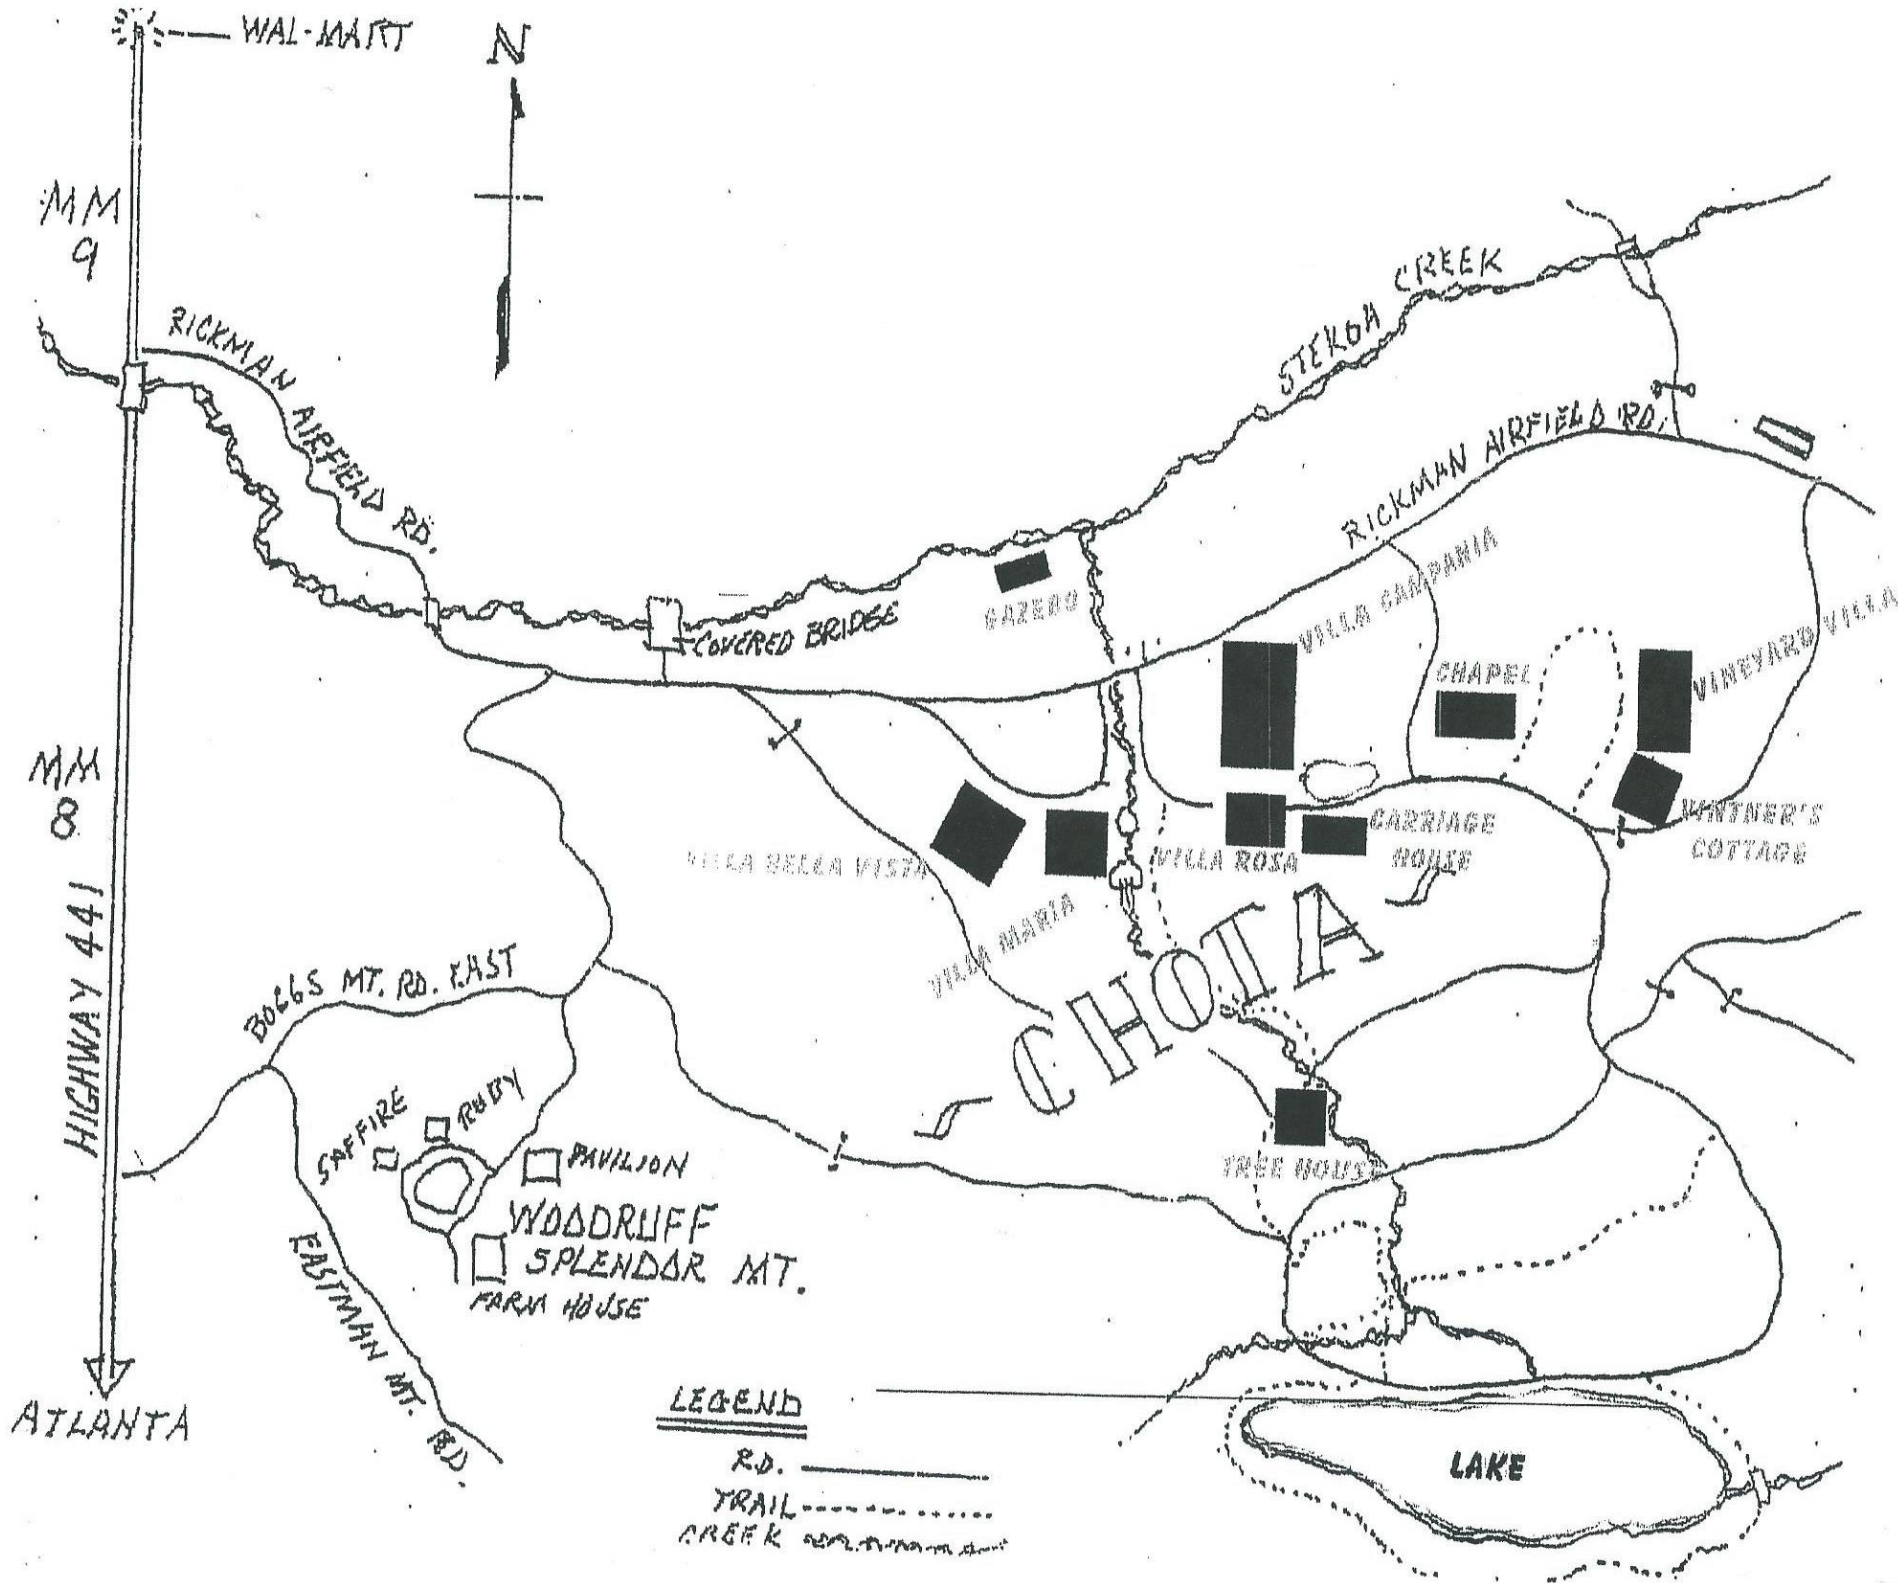 WAL-MART
N
MM
9
RICKMAN AIRFIELD RD.
STEKOA CREEK
RICKMAN AIRFIELD RD.
GAZEBO
COVERED BRIDGE
VILLA CAMPANIA
CHAPEL
VINEYARD VILLA
MM
8
VILLA BELLA VISTA
VILLA MARIA
VILLA ROSA
CARRIAGE
HOUSE
VINTNER'S
COTTAGE
HIGHWAY 441
BOGGS MT. RD. EAST
CHOTA
SAFFIRE
RUBY
PAVILION
WOODRUFF
SPLENDOR MT.
FARM HOUSE
TREE HOUSE
EASTMAN MT. RD.
ATLANTA
LEGEND
RD.
TRAIL
CREEK
LAKE